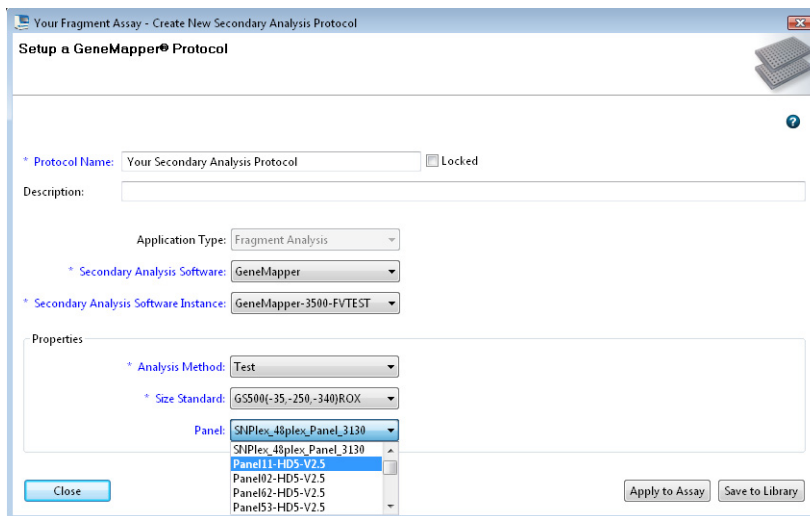 Your Fragment Assay - Create New Secondary Analysis Protocol
Setup a GeneMapper® Protocol
* Protocol Name: Your Secondary Analysis Protocol Locked
Description:
Application Type: Fragment Analysis
* Secondary Analysis Software: GeneMapper
* Secondary Analysis Software Instance: GeneMapper-3500-FVTEST
Properties
* Analysis Method: Test
* Size Standard: GS500(-35,-250,-340)ROX
Panel: SNPlex_48plex_Panel_3130
SNPlex_48plex_Panel_3130
Panel11-HD5-V2.5
Panel02-HD5-V2.5
Panel62-HD5-V2.5
Panel53-HD5-V2.5
Close Apply to Assay Save to Library